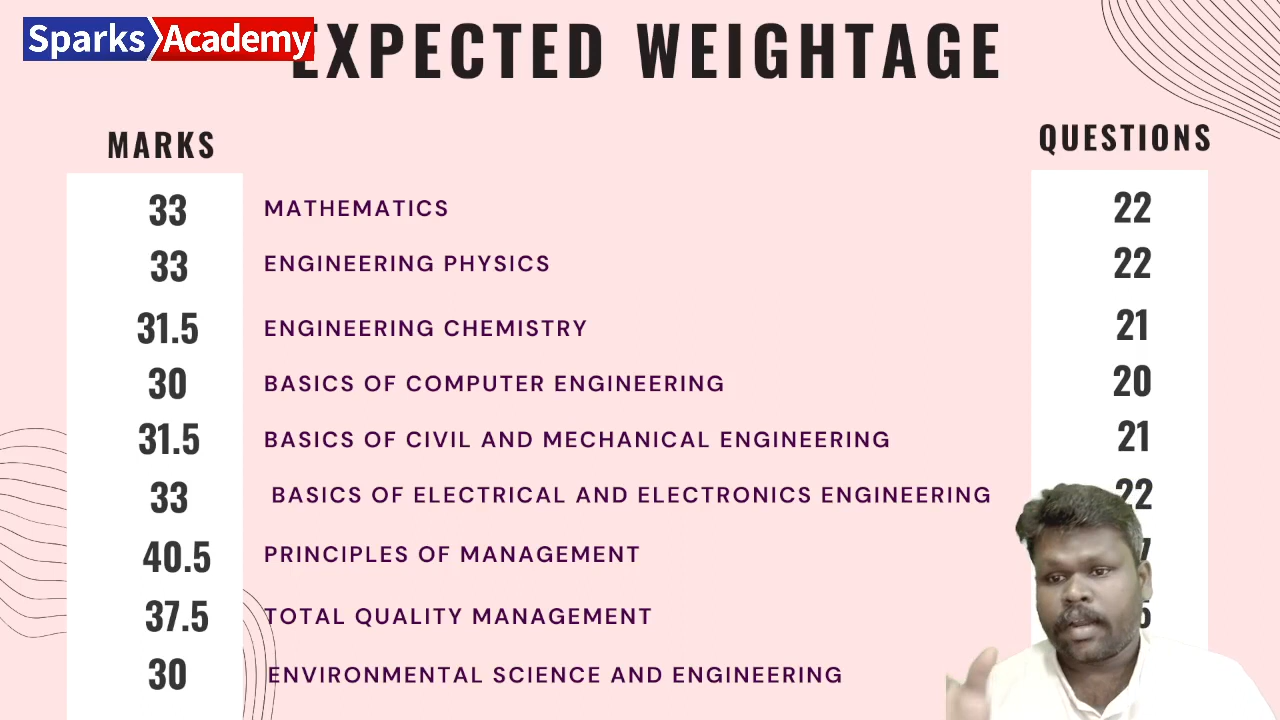 Sparks Academy
EXPECTED WEIGHTAGE
MARKS QUESTIONS
33 MATHEMATICS 22
33 ENGINEERING PHYSICS 22
31.5 ENGINEERING CHEMISTRY 21
30 BASICS OF COMPUTER ENGINEERING 20
31.5 BASICS OF CIVIL AND MECHANICAL ENGINEERING 21
33 BASICS OF ELECTRICAL AND ELECTRONICS ENGINEERING 22
40.5 PRINCIPLES OF MANAGEMENT
37.5 TOTAL QUALITY MANAGEMENT
30 ENVIRONMENTAL SCIENCE AND ENGINEERING